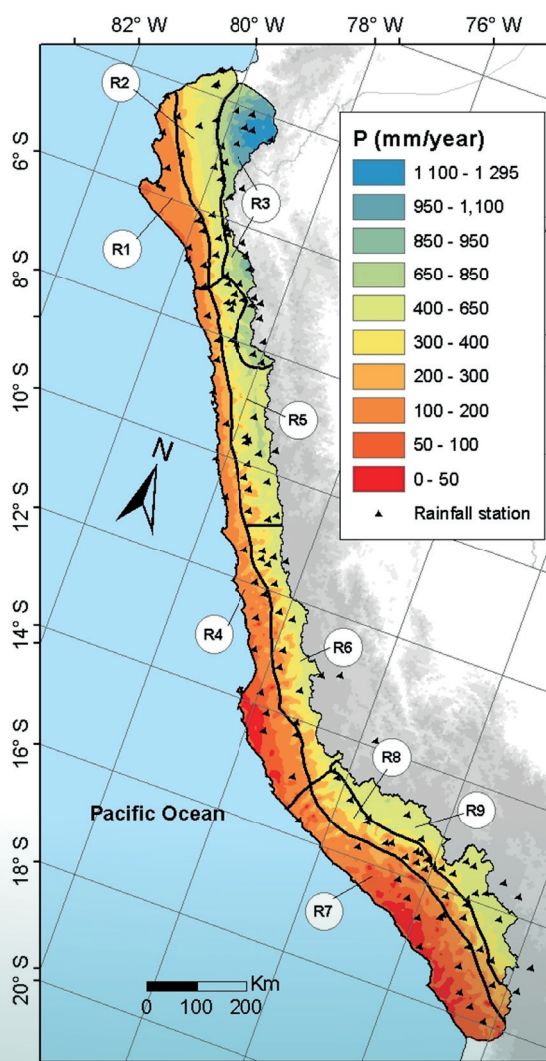 82°W
80°W
78°W
76°W
6°S
8°S
10°S
12°S
14°S
16°S
18°S
20°S
R2
R1
R3
R5
R4
R6
R8
R9
R7
N
P (mm/year)
1 100 - 1 295
950 - 1,100
850 - 950
650 - 850
400 - 650
300 - 400
200 - 300
100 - 200
50 - 100
0 - 50
Rainfall station
Pacific Ocean
Km
0 100 200